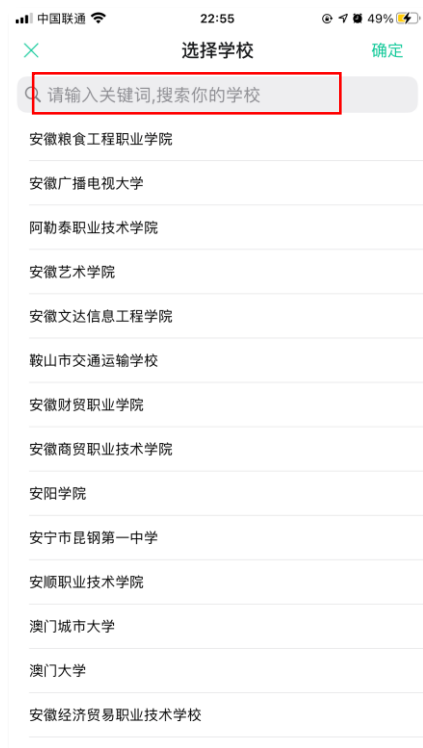 中国联通 22:55 49%
选择学校 确定
请输入关键词,搜索你的学校
安徽粮食工程职业学院
安徽广播电视大学
阿勒泰职业技术学院
安徽艺术学院
安徽文达信息工程学院
鞍山市交通运输学校
安徽财贸职业学院
安徽商贸职业技术学院
安阳学院
安宁市昆钢第一中学
安顺职业技术学院
澳门城市大学
澳门大学
安徽经济贸易职业技术学校